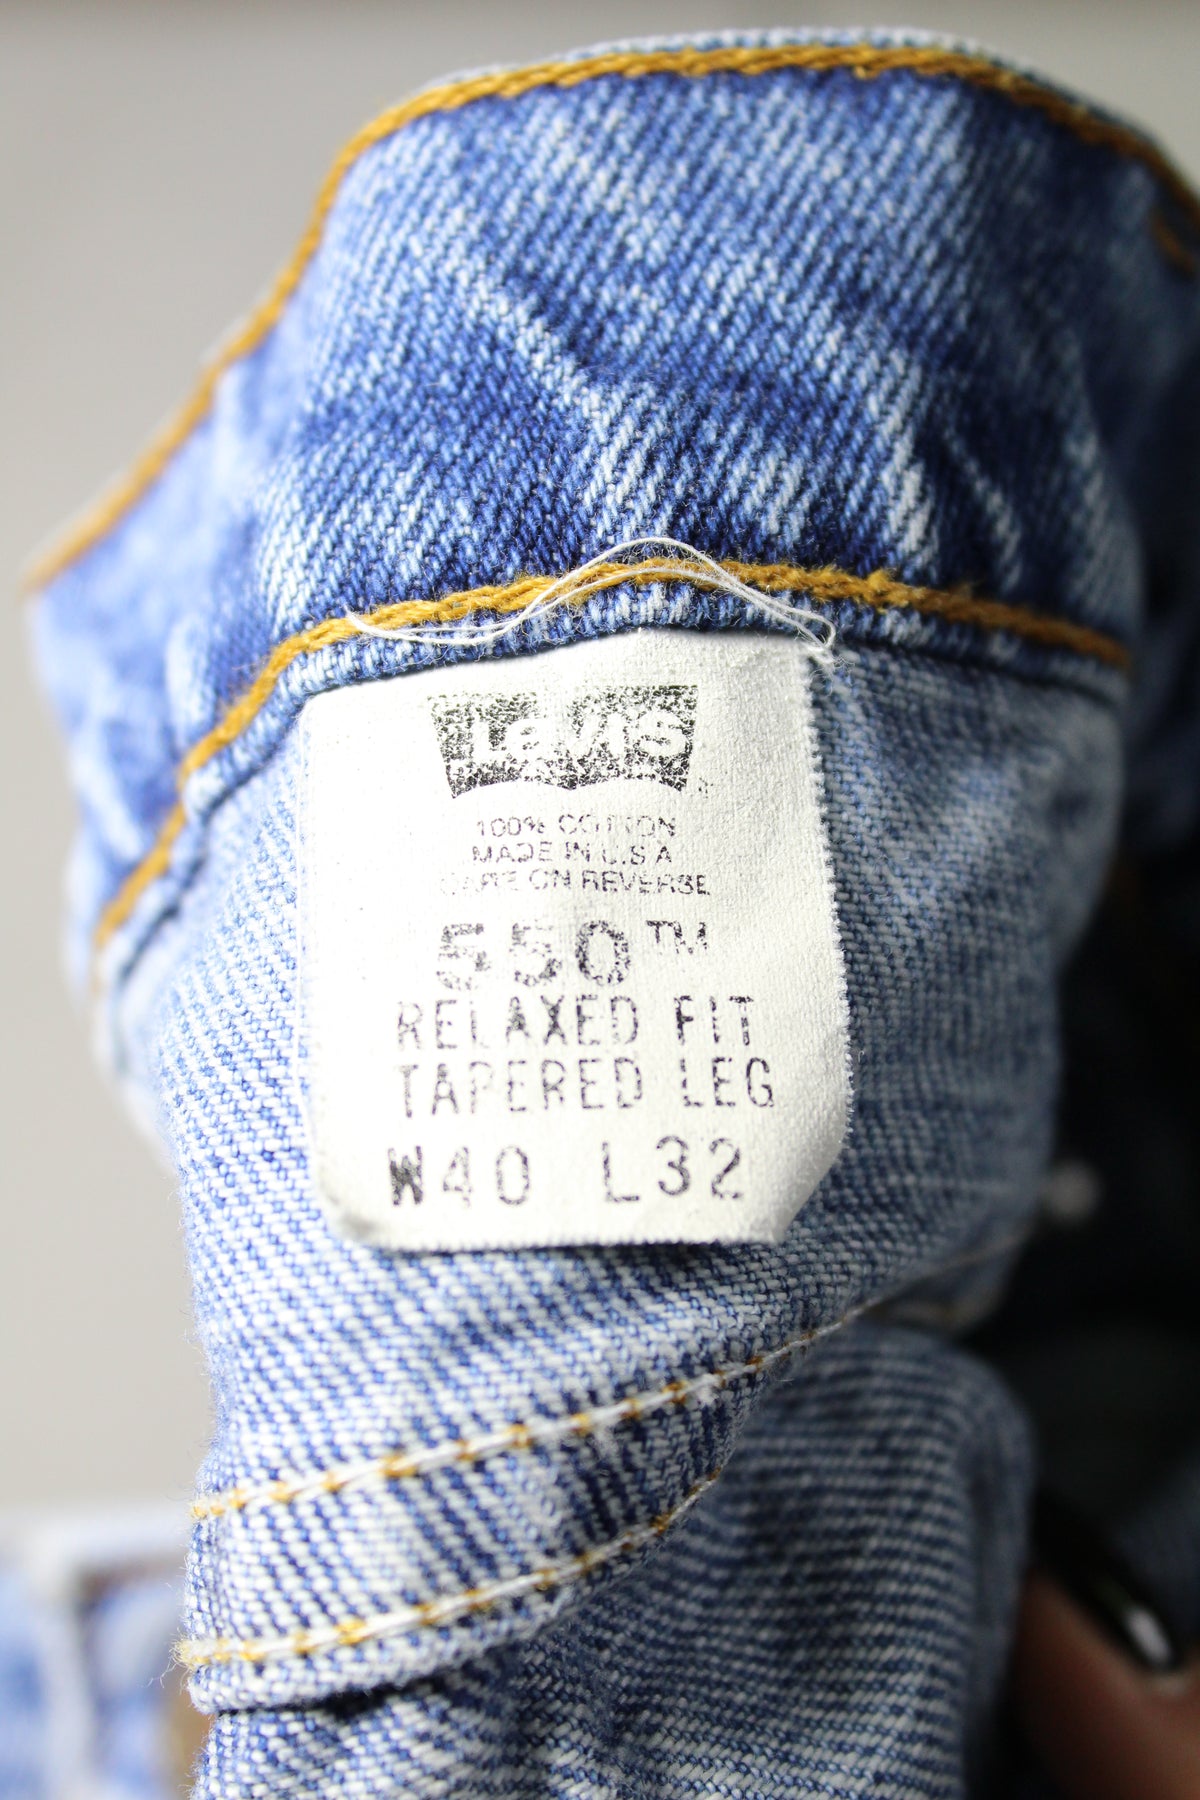 Levi's
100% COTTON
MADE IN U.S.A
CARE ON REVERSE
550™
RELAXED FIT
TAPERED LEG
W40 L32